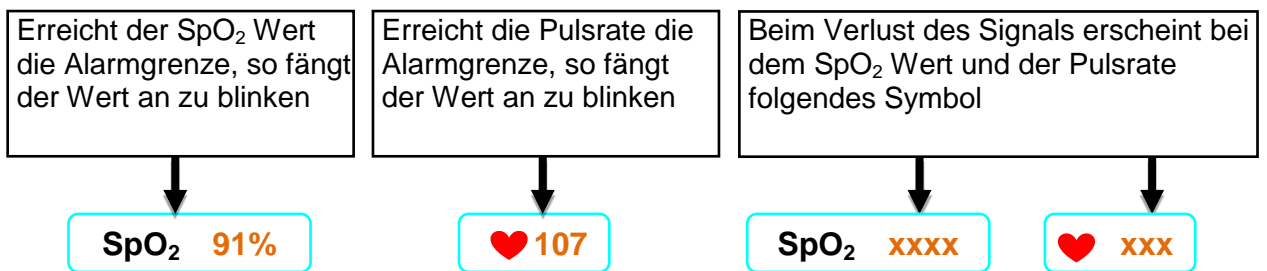 Erreicht der SpO₂ Wert
die Alarmgrenze, so fängt
der Wert an zu blinken
Erreicht die Pulsrate die
Alarmgrenze, so fängt
der Wert an zu blinken
Beim Verlust des Signals erscheint bei
dem SpO₂ Wert und der Pulsrate
folgendes Symbol
SpO₂ 91%
107
SpO₂ xxxx
xxx